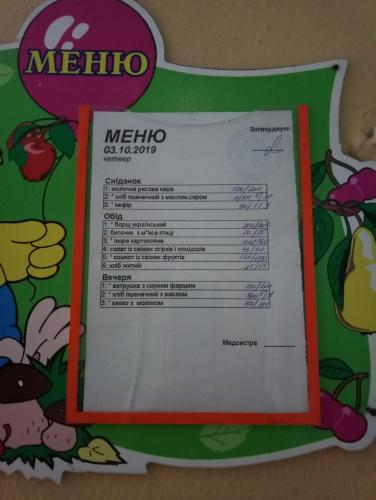 МЕНЮ
МЕНЮ
Затверджую:
03.10.2019
четвер
Сніданок
1: молочна рисова каша
2: * хліб пшеничний з маслом,сиром
3: * кефір
Обід
1: * борщ український
2: биточки з м'яса птиці
3: * пюре картопляне
4: салат із свіжих огірків і помідорів
5: * компот із свіжих фруктів
6: хліб житній
Вечеря
1: * ватрушка з сирним фаршем
2: * хліб пшеничний з маслом
3: * какао з молоком
Медсестра